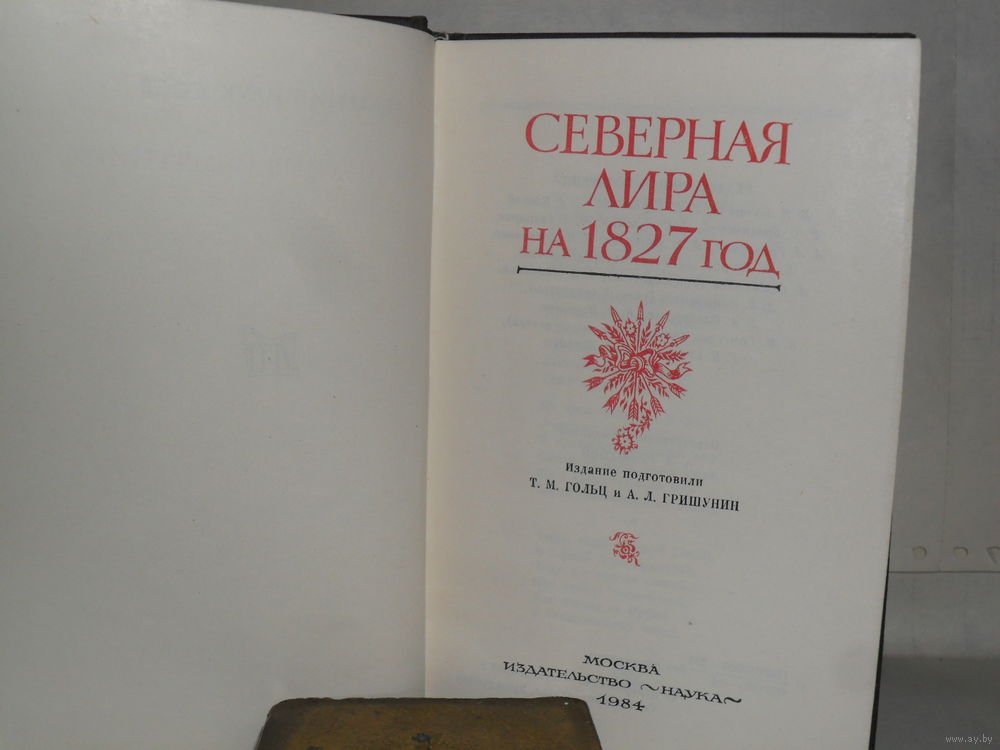 СЕВЕРНАЯ
ЛИРА
НА 1827 ГОД
Издание подготовили
Т. М. ГОЛЬЦ и А. Л. ГРИШУНИН
МОСКВА
ИЗДАТЕЛЬСТВО ~НАУКА~
1984
www.ay.by